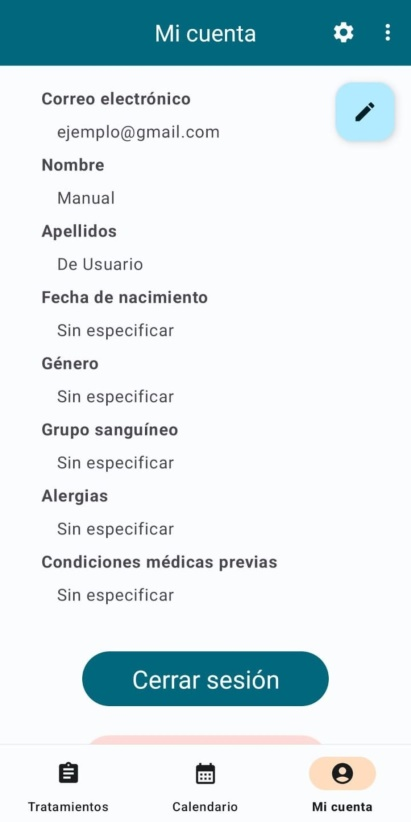 Mi cuenta
Correo electrónico
ejemplo@gmail.com
Nombre
Manual
Apellidos
De Usuario
Fecha de nacimiento
Sin especificar
Género
Sin especificar
Grupo sanguíneo
Sin especificar
Alergias
Sin especificar
Condiciones médicas previas
Sin especificar
Cerrar sesión
Tratamientos
Calendario
Mi cuenta